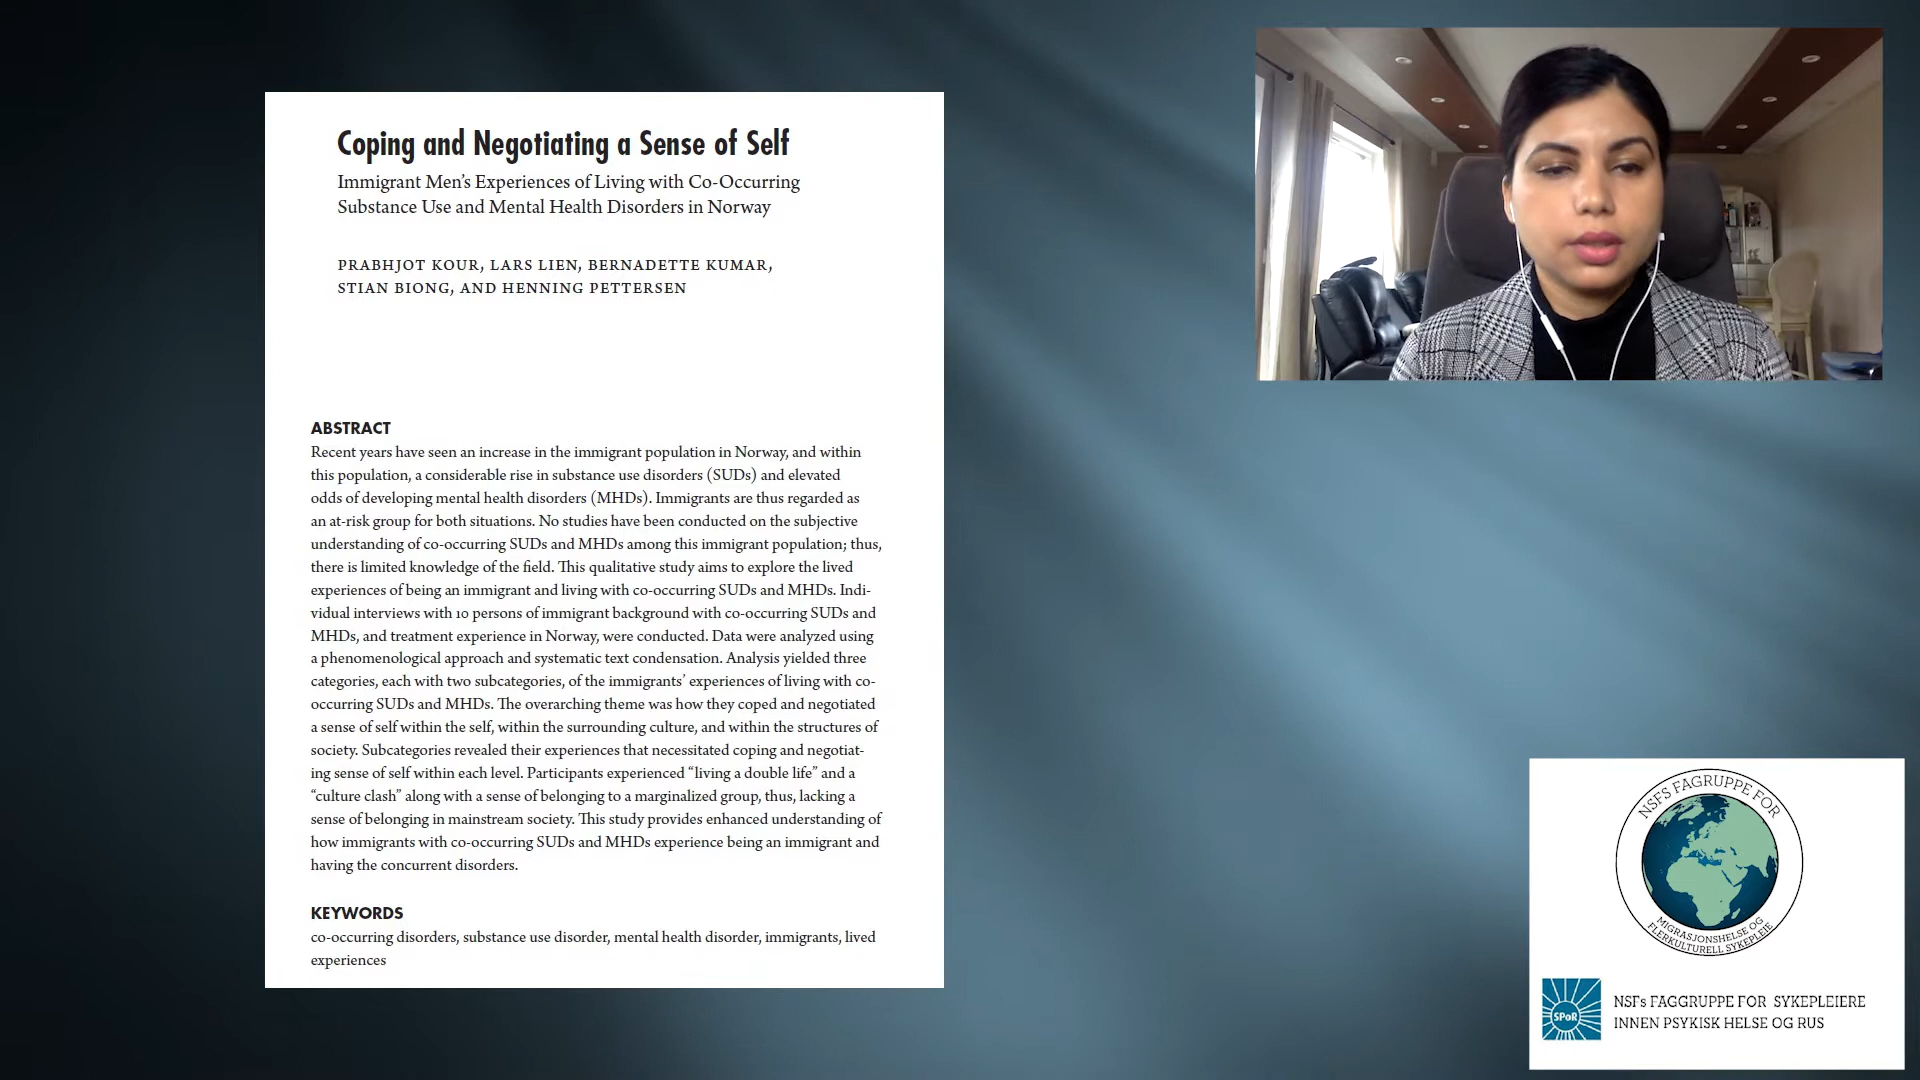 Coping and Negotiating a Sense of Self
Immigrant Men’s Experiences of Living with Co-Occurring
Substance Use and Mental Health Disorders in Norway
PRABHJOT KOUR, LARS LIEN, BERNADETTE KUMAR,
STIAN BIONG, AND HENNING PETTERSEN
ABSTRACT
Recent years have seen an increase in the immigrant population in Norway, and within
this population, a considerable rise in substance use disorders (SUDs) and elevated
odds of developing mental health disorders (MHDs). Immigrants are thus regarded as
an at-risk group for both situations. No studies have been conducted on the subjective
understanding of co-occurring SUDs and MHDs among this immigrant population; thus,
there is limited knowledge of the field. This qualitative study aims to explore the lived
experiences of being an immigrant and living with co-occurring SUDs and MHDs. Indi-
vidual interviews with 10 persons of immigrant background with co-occurring SUDs and
MHDs, and treatment experience in Norway, were conducted. Data were analyzed using
a phenomenological approach and systematic text condensation. Analysis yielded three
categories, each with two subcategories, of the immigrants’ experiences of living with co-
occurring SUDs and MHDs. The overarching theme was how they coped and negotiated
a sense of self within the self, within the surrounding culture, and within the structures of
society. Subcategories revealed their experiences that necessitated coping and negotiat-
ing sense of self within each level. Participants experienced “living a double life” and a
“culture clash” along with a sense of belonging to a marginalized group, thus, lacking a
sense of belonging in mainstream society. This study provides enhanced understanding of
how immigrants with co-occurring SUDs and MHDs experience being an immigrant and
having the concurrent disorders.
KEYWORDS
co-occurring disorders, substance use disorder, mental health disorder, immigrants, lived
experiences
NSFS FAGRUPPE FOR
MIGRASJONSHELSE OG
FLERKULTURELL SYKEPLEIE
SPoR
NSFs FAGGRUPPE FOR SYKEPLEIERE
INNEN PSYKISK HELSE OG RUS